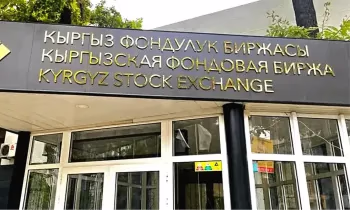 КЫРГЫЗ ФОНДУЛУК БИРЖАСЫ
КЫРГЫЗСКАЯ ФОНДОВАЯ БИРЖА
KYRGYZ STOCK EXCHANGE